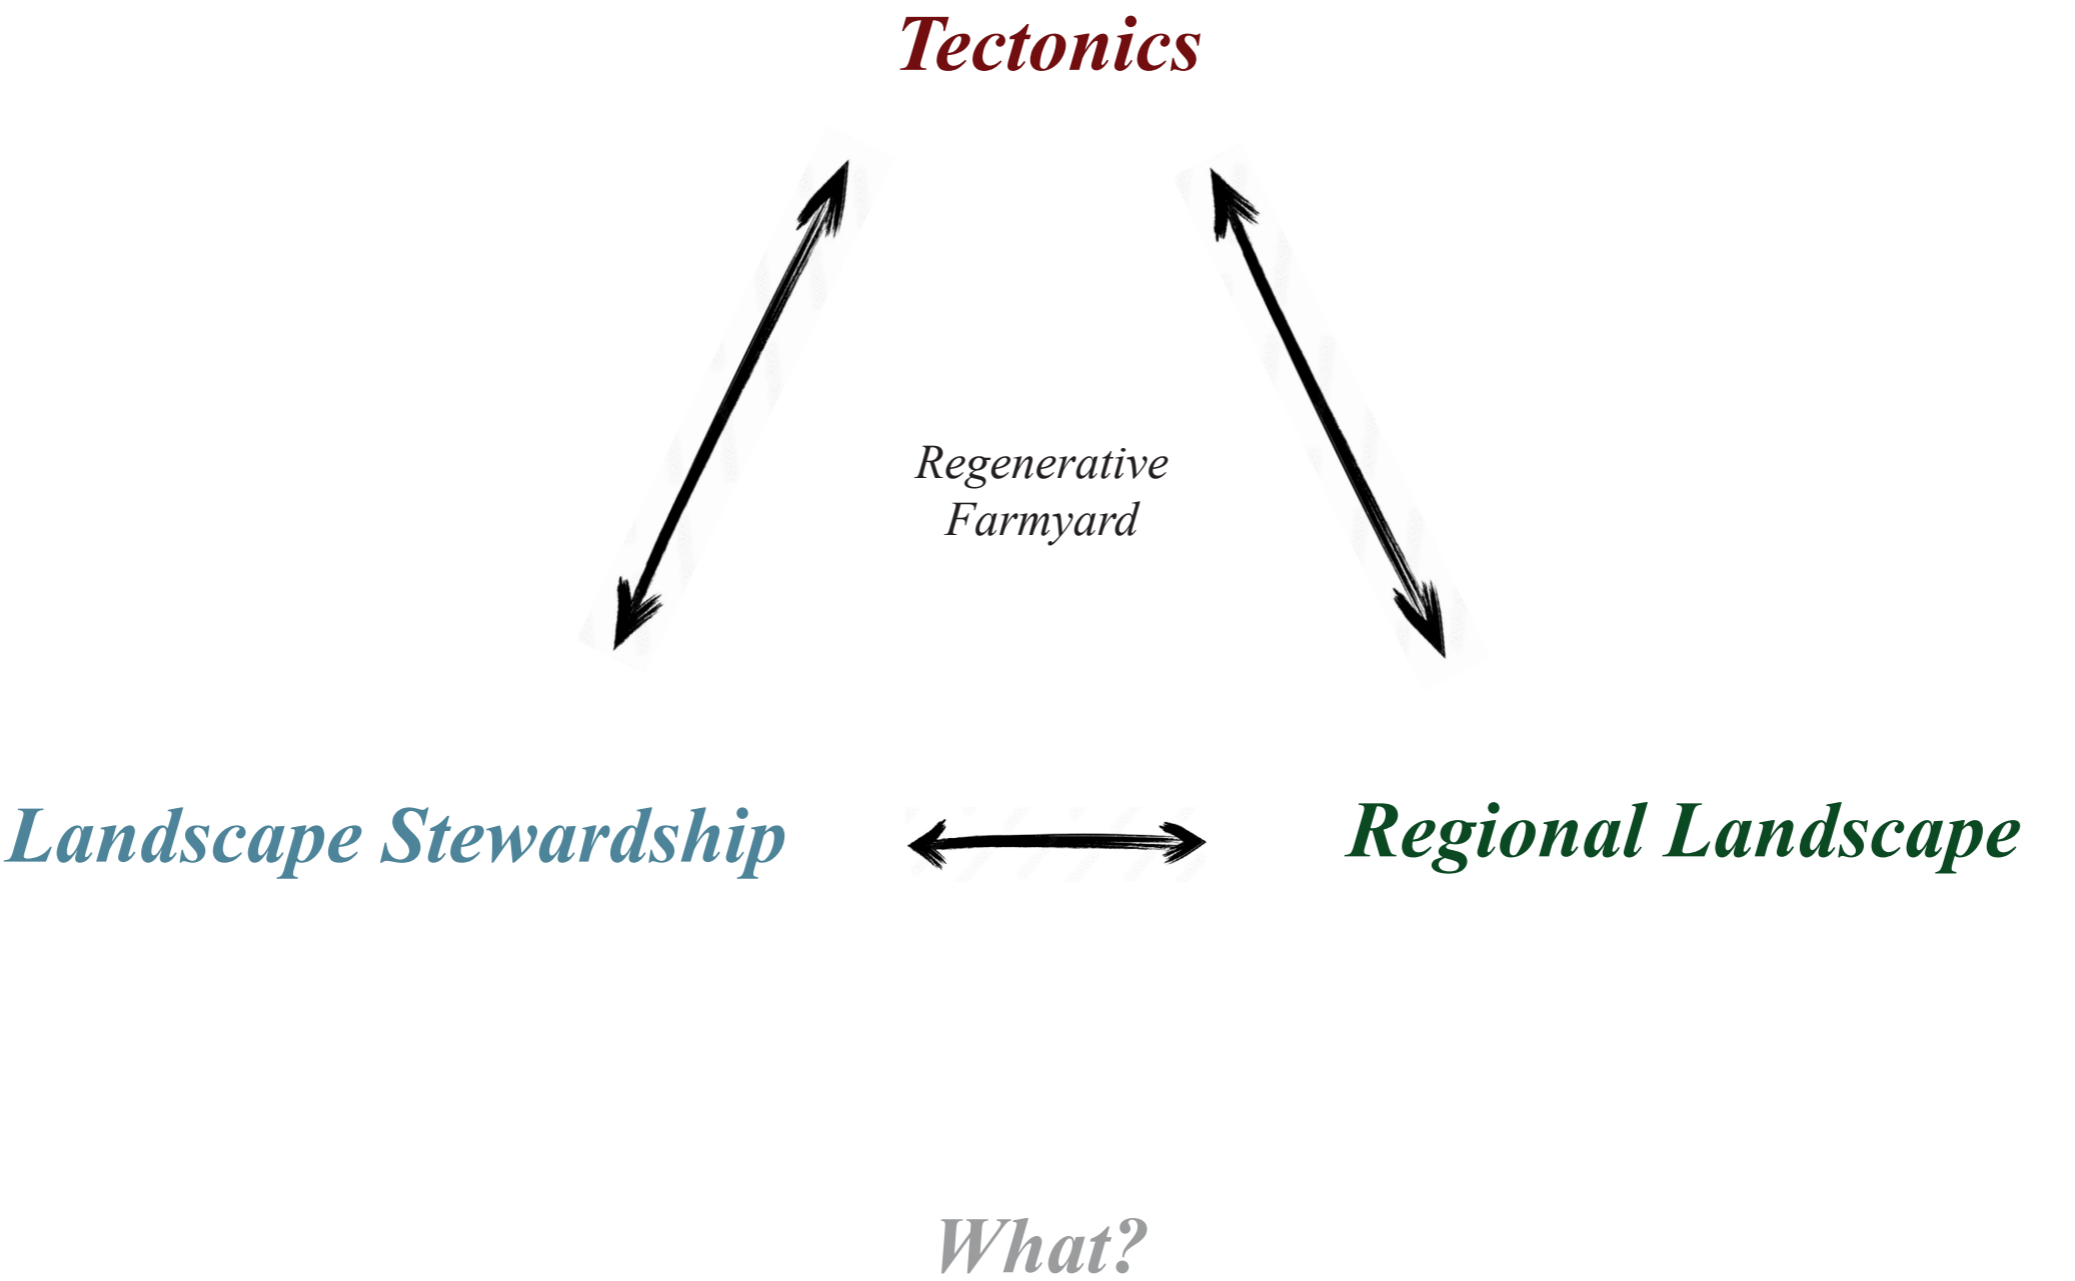 Tectonics
Regenerative
Farmyard
Landscape Stewardship
Regional Landscape
What?